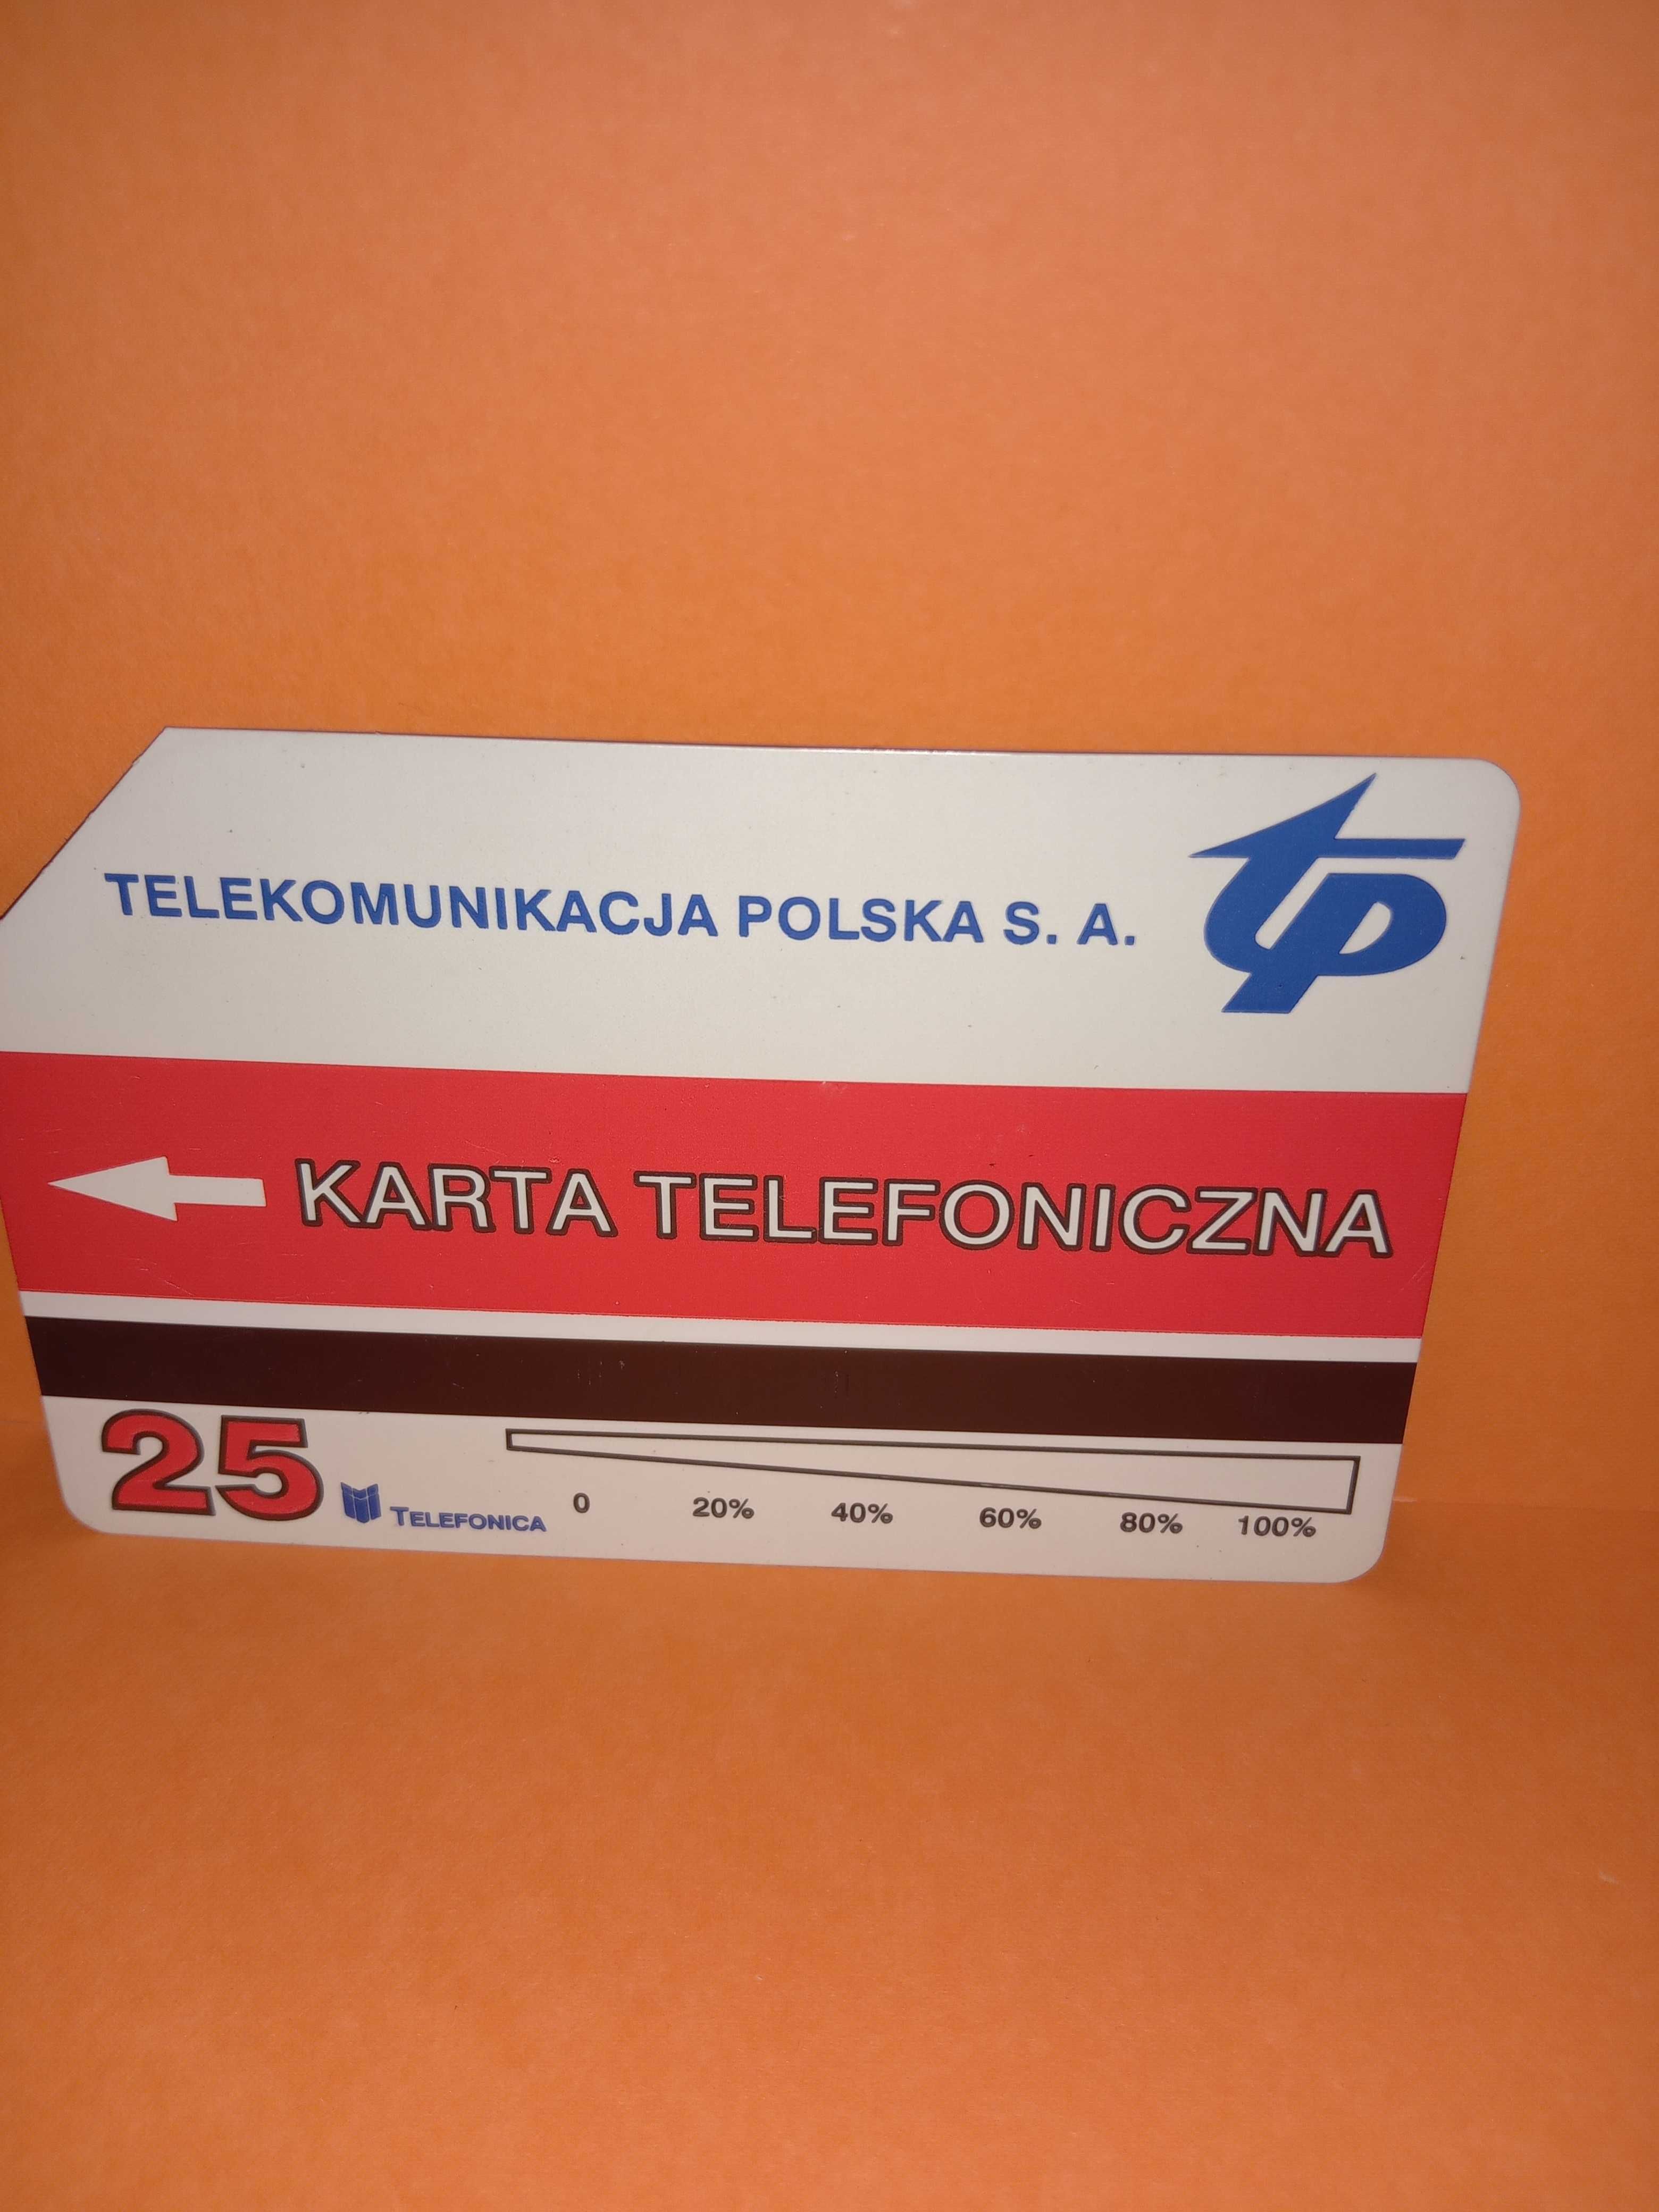 TELEKOMUNIKACJA POLSKA S. A.
tp
KARTA TELEFONICZNA
25
TELEFONICA
0 20% 40% 60% 80% 100%